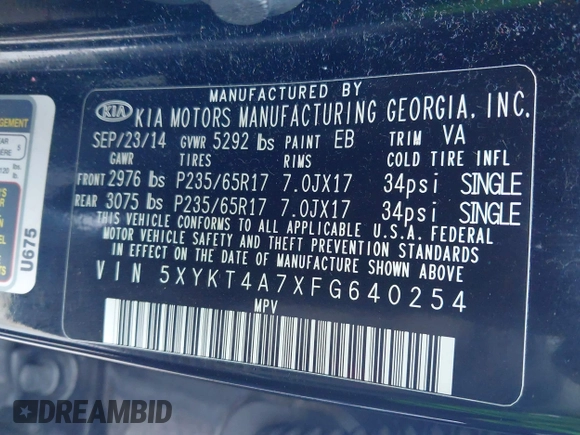 MANUFACTURED BY
KIA KIA MOTORS MANUFACTURING GEORGIA, INC.
SEP/23/14 GVWR 5292 lbs PAINT EB TRIM VA
GAWR TIRES RIMS COLD TIRE INFL
FRONT 2976 lbs P235/65R17 7.0JX17 34psi SINGLE
REAR 3075 lbs P235/65R17 7.0JX17 34psi SINGLE
THIS VEHICLE CONFORMS TO ALL APPLICABLE U.S.A. FEDERAL
MOTOR VEHICLE SAFETY AND THEFT PREVENTION STANDARDS
IN EFFECT ON THE DATE OF MANUFACTURE SHOWN ABOVE.
VIN 5XYKT4A7XFG640254
MPV
U675
DREAMBID